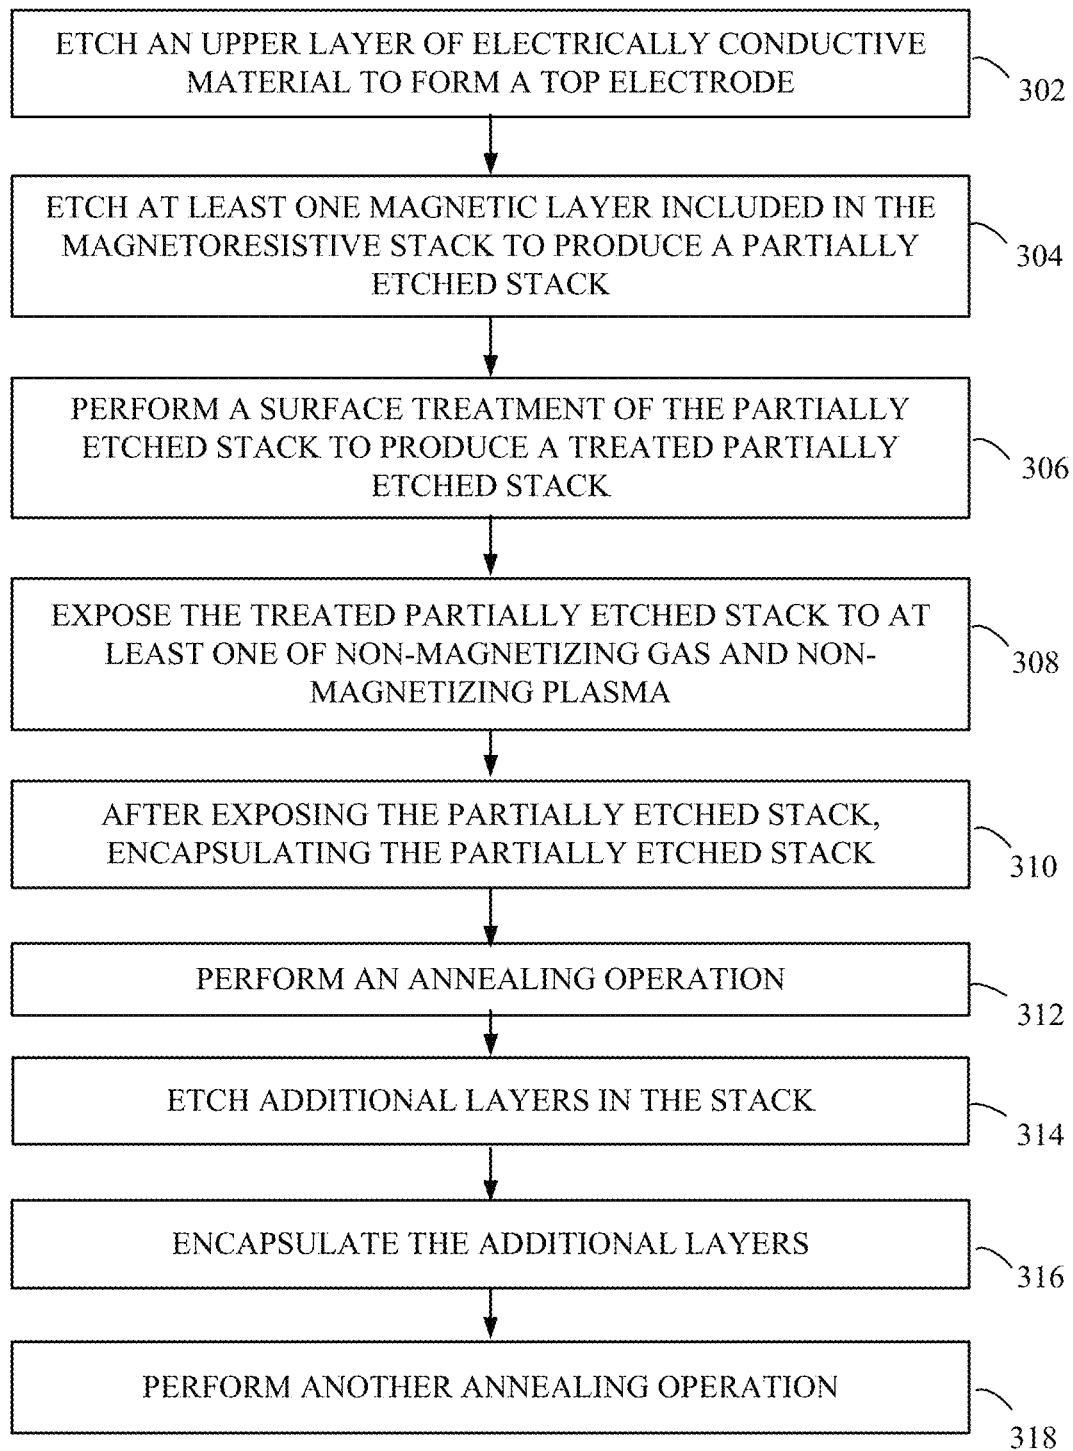 ETCH AN UPPER LAYER OF ELECTRICALLY CONDUCTIVE
MATERIAL TO FORM A TOP ELECTRODE
302
ETCH AT LEAST ONE MAGNETIC LAYER INCLUDED IN THE
MAGNETORESISTIVE STACK TO PRODUCE A PARTIALLY
ETCHED STACK
304
PERFORM A SURFACE TREATMENT OF THE PARTIALLY
ETCHED STACK TO PRODUCE A TREATED PARTIALLY
ETCHED STACK
306
EXPOSE THE TREATED PARTIALLY ETCHED STACK TO AT
LEAST ONE OF NON-MAGNETIZING GAS AND NON-
MAGNETIZING PLASMA
308
AFTER EXPOSING THE PARTIALLY ETCHED STACK,
ENCAPSULATING THE PARTIALLY ETCHED STACK
310
PERFORM AN ANNEALING OPERATION
312
ETCH ADDITIONAL LAYERS IN THE STACK
314
ENCAPSULATE THE ADDITIONAL LAYERS
316
PERFORM ANOTHER ANNEALING OPERATION
318